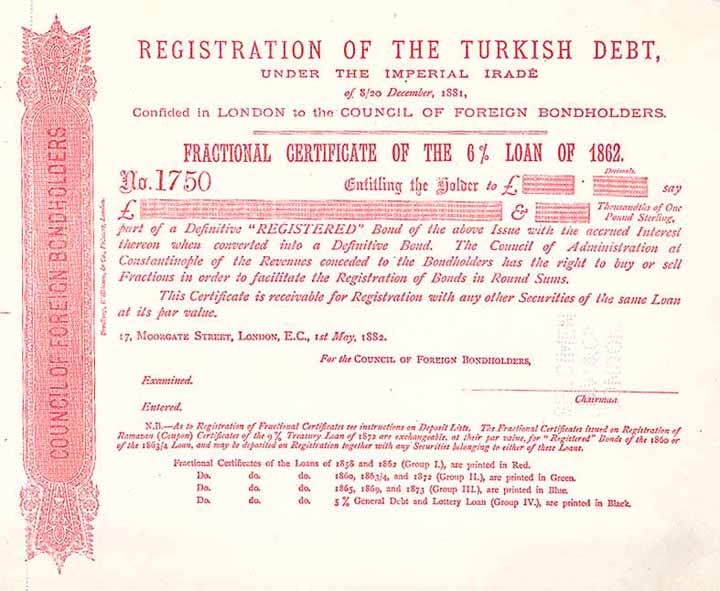 REGISTRATION OF THE TURKISH DEBT,
UNDER THE IMPERIAL IRADÉ
of 8/20 December, 1881,
Confided in LONDON to the COUNCIL OF FOREIGN BONDHOLDERS.
FRACTIONAL CERTIFICATE OF THE 6% LOAN OF 1862.
Decimals.
No. 1750 Entitling the Holder to £ · say
£ & Thousandths of One Pound Sterling,
part of a Definitive "REGISTERED" Bond of the above Issue with the accrued Interest
thereon when converted into a Definitive Bond. The Council of Administration at
Constantinople of the Revenues conceded to the Bondholders has the right to buy or sell
Fractions in order to facilitate the Registration of Bonds in Round Sums.
This Certificate is receivable for Registration with any other Securities of the same Loan
at its par value.
17, MOORGATE STREET, LONDON, E.C., 1st May, 1882.
For the COUNCIL OF FOREIGN BONDHOLDERS,
Examined.
Chairman.
Entered.
N.B.—As to Registration of Fractional Certificates see instructions on Deposit Lists. The Fractional Certificates issued on Registration of
Ramazan (Coupon) Certificates of the 9% Treasury Loan of 1872 are exchangeable, at their par value, for "Registered" Bonds of the 1860 or
of the 1863/4 Loan, and may be deposited on Registration together with any Securities belonging to either of these Loans.
Fractional Certificates of the Loans of 1858 and 1862 (Group I.), are printed in Red.
Do. do. do. 1860, 1863/4, and 1872 (Group II.), are printed in Green.
Do. do. do. 1865, 1869, and 1873 (Group III.), are printed in Blue.
Do. do. do. 5% General Debt and Lottery Loan (Group IV.), are printed in Black.
COUNCIL OF FOREIGN BONDHOLDERS
London.
SPECIMEN